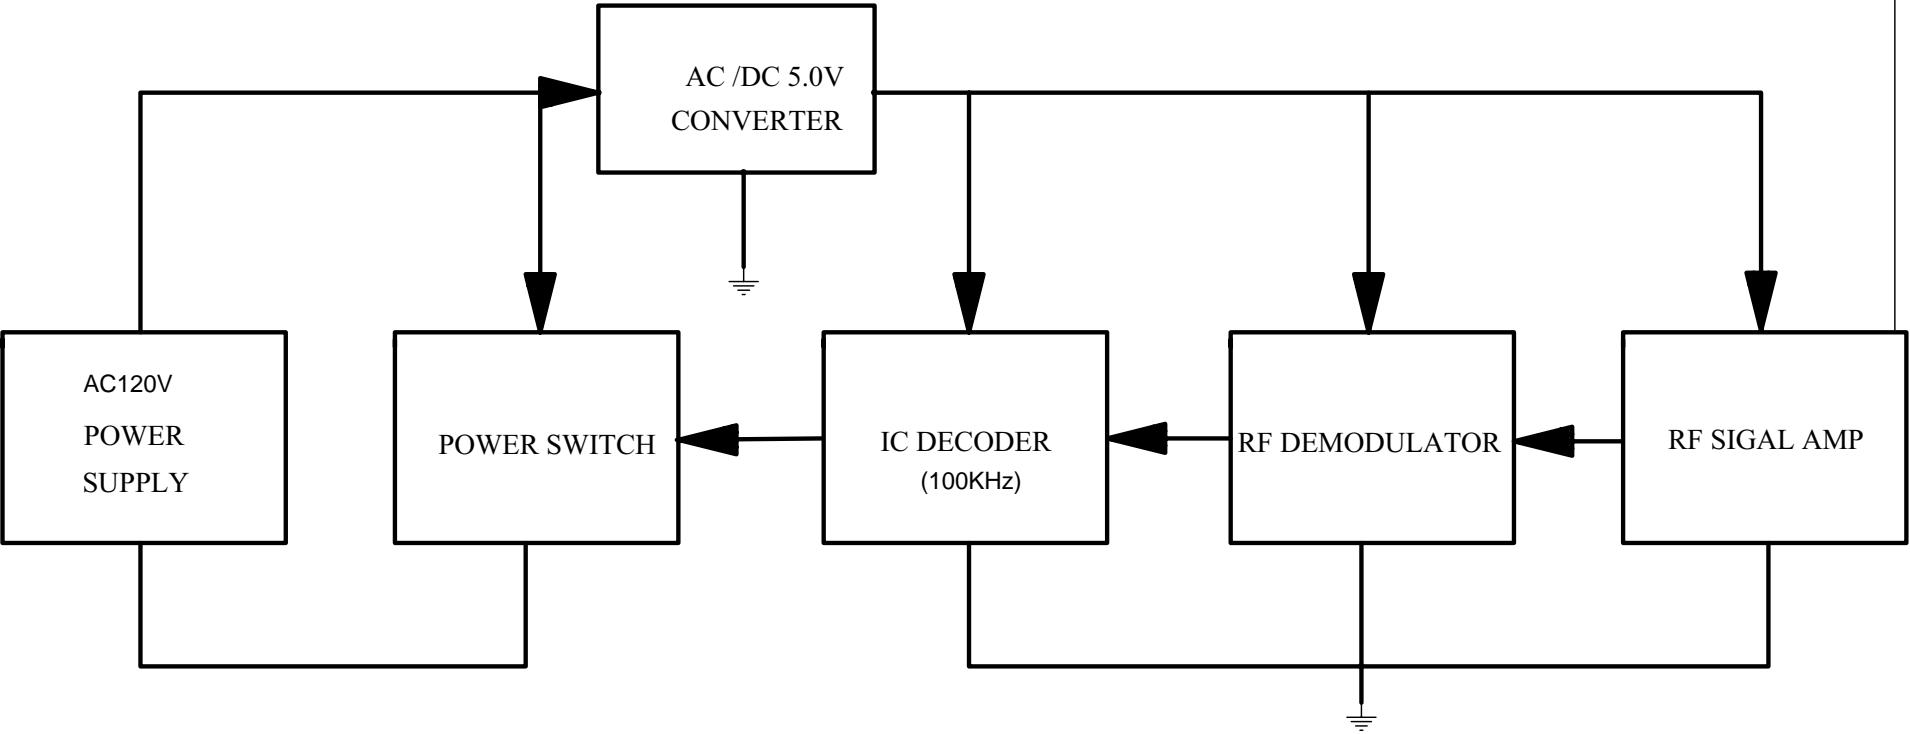 AC /DC 5.0V
CONVERTER
AC120V
POWER
SUPPLY
POWER SWITCH
IC DECODER
(100KHz)
RF DEMODULATOR
RF SIGAL AMP